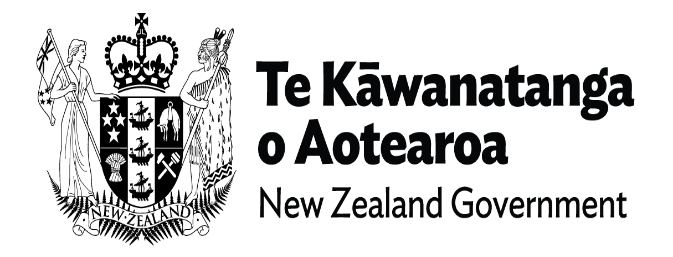 Te Kāwanatanga
o Aotearoa
New Zealand Government
NEW ZEALAND